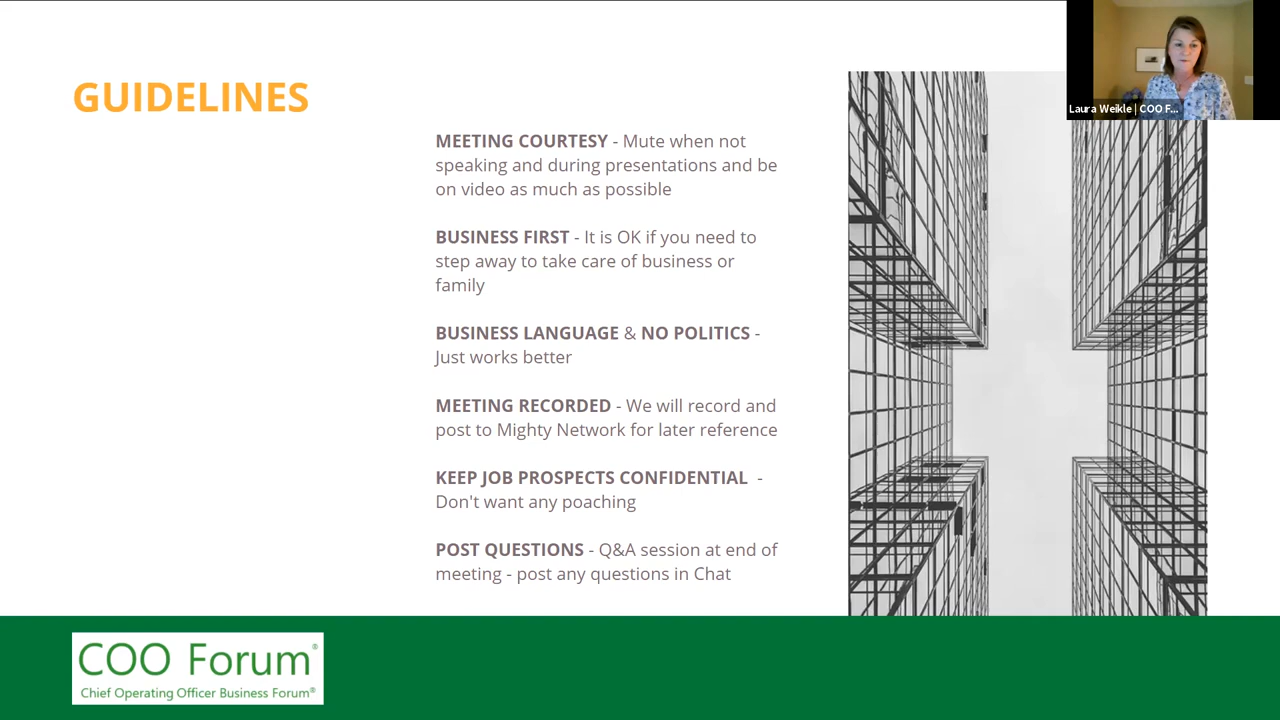 Laura Weikle | COO F...
GUIDELINES
MEETING COURTESY - Mute when not
speaking and during presentations and be
on video as much as possible
BUSINESS FIRST - It is OK if you need to
step away to take care of business or
family
BUSINESS LANGUAGE & NO POLITICS -
Just works better
MEETING RECORDED - We will record and
post to Mighty Network for later reference
KEEP JOB PROSPECTS CONFIDENTIAL -
Don't want any poaching
POST QUESTIONS - Q&A session at end of
meeting - post any questions in Chat
COO Forum®
Chief Operating Officer Business Forum®